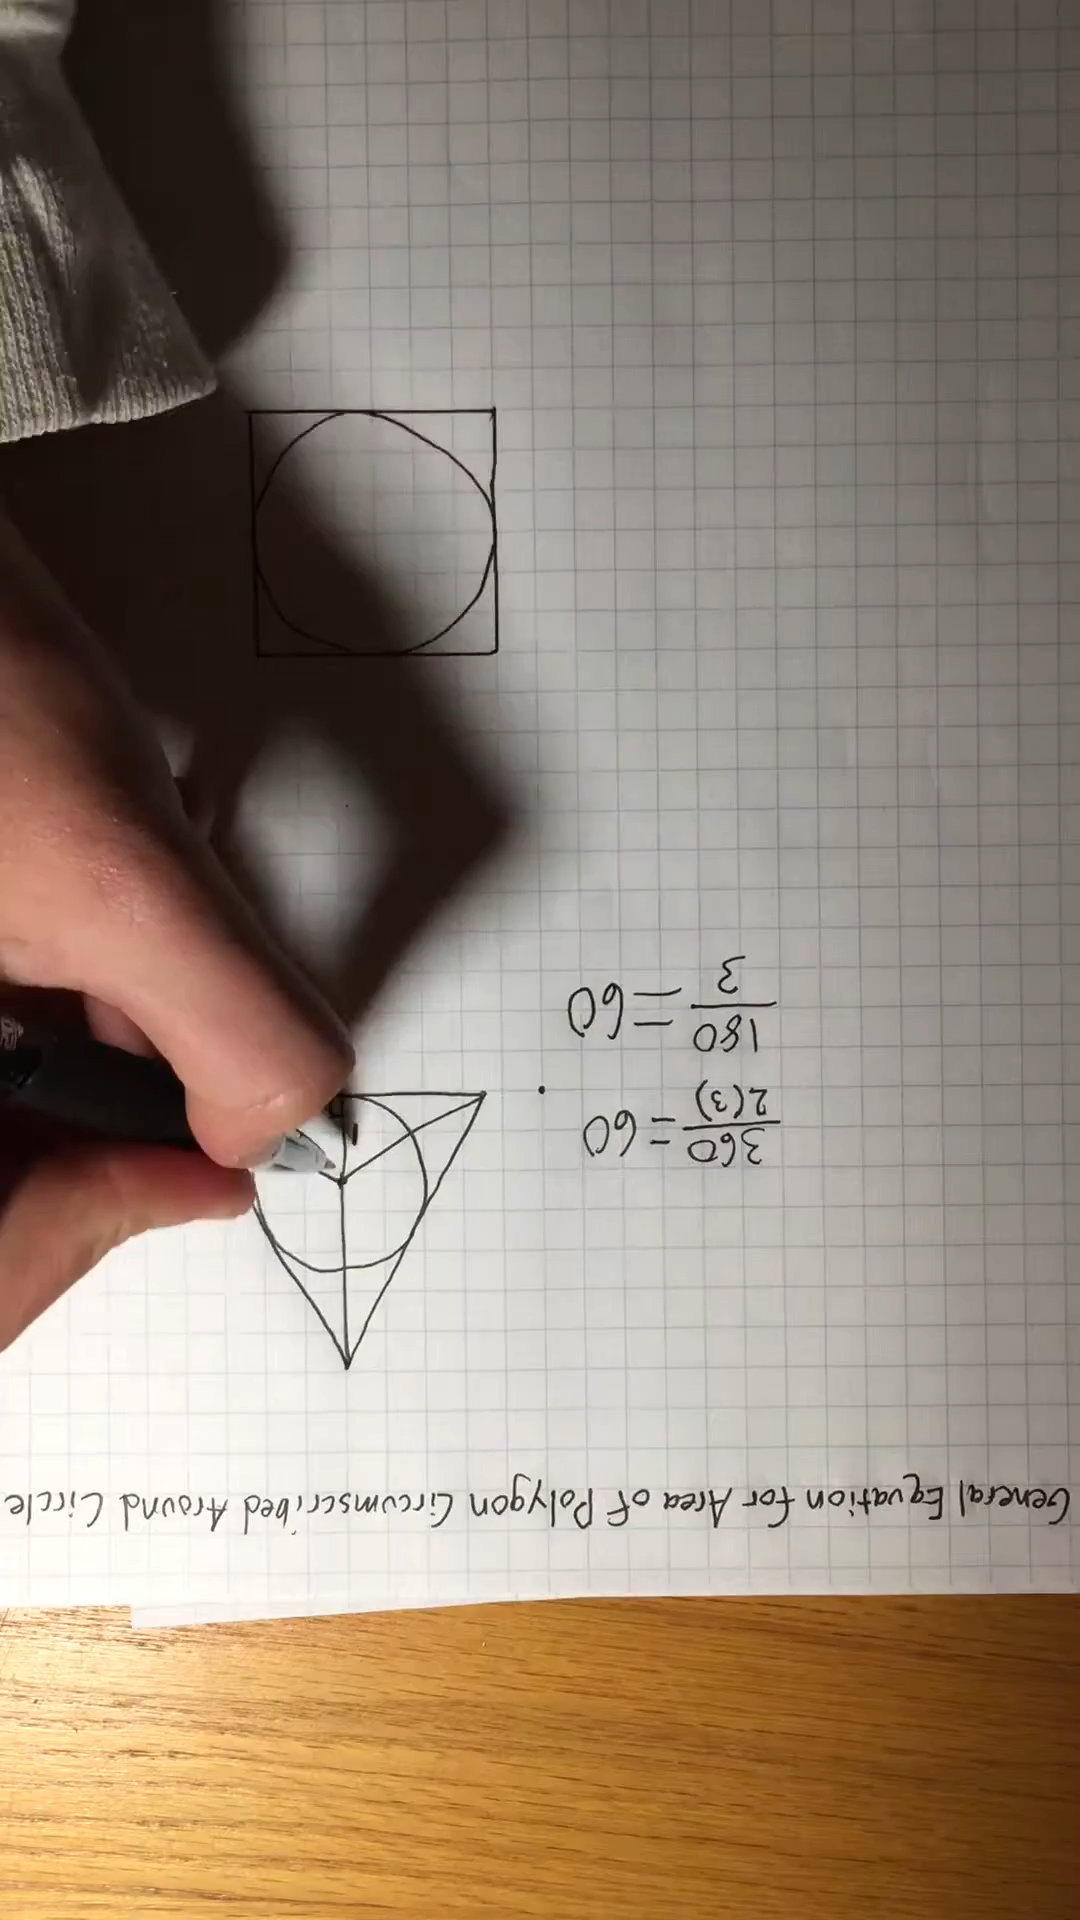 General Equation for Area of Polygon Circumscribed Around Circle
360/2(3) = 60
180/3 = 60